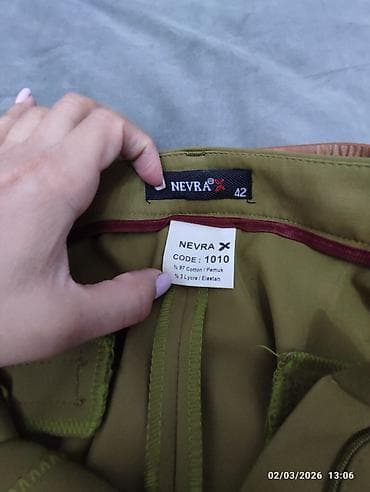 NEVRA X
42
NEVRA X
CODE : 1010
% 97 Cotton / Pamuk
% 3 Lycra / Elastan
02/03/2026 13:06